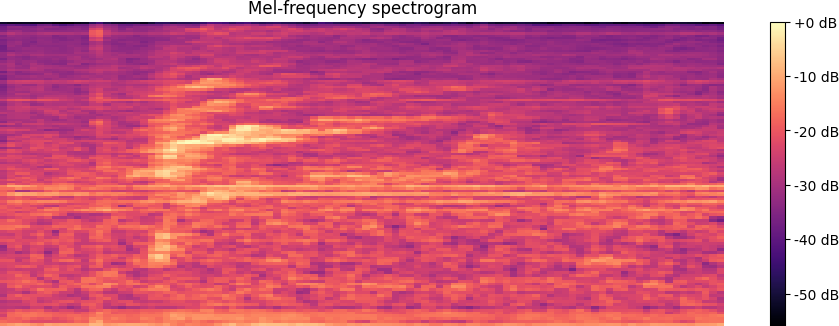 Mel-frequency spectrogram
+0 dB
-10 dB
-20 dB
-30 dB
-40 dB
-50 dB